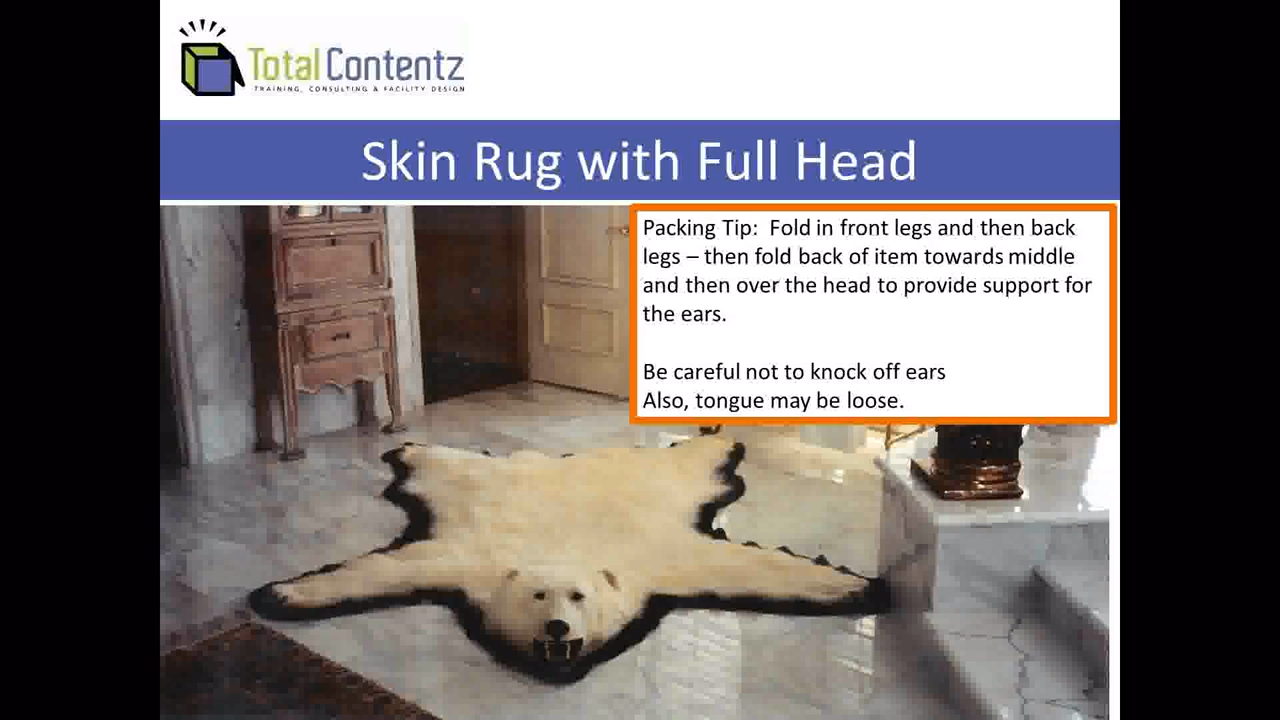 Total Contentz
TRAINING, CONSULTING & FACILITY DESIGN
Skin Rug with Full Head
Packing Tip:  Fold in front legs and then back
legs – then fold back of item towards middle
and then over the head to provide support for
the ears.
Be careful not to knock off ears
Also, tongue may be loose.